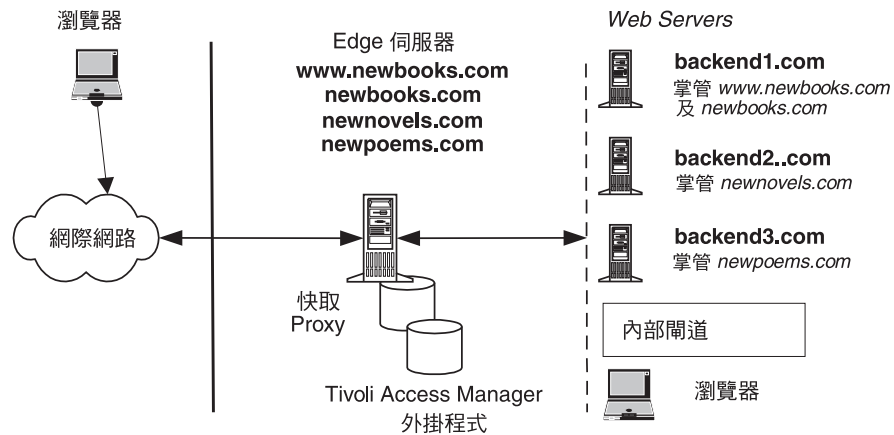 瀏覽器
Edge 伺服器
www.newbooks.com
newbooks.com
newnovels.com
newpoems.com
網際網路
快取
Proxy
Tivoli Access Manager
外掛程式
Web Servers
backend1.com
掌管 www.newbooks.com
及 newbooks.com
backend2..com
掌管 newnovels.com
backend3.com
掌管 newpoems.com
內部閘道
瀏覽器